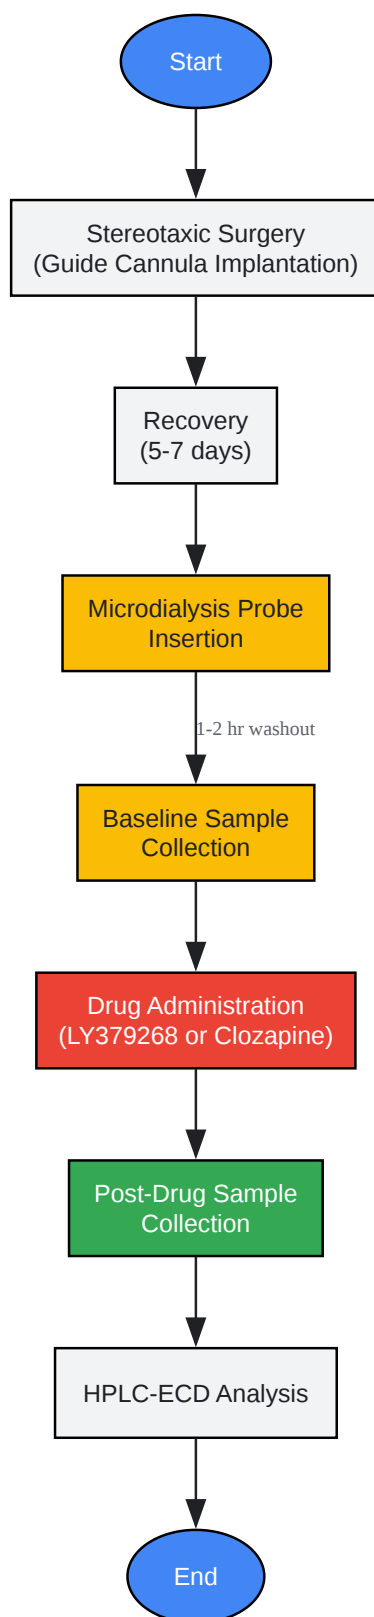 Start
Stereotaxic Surgery
(Guide Cannula Implantation)
Recovery
(5-7 days)
Microdialysis Probe
Insertion
1-2 hr washout
Baseline Sample
Collection
Drug Administration
(LY379268 or Clozapine)
Post-Drug Sample
Collection
HPLC-ECD Analysis
End